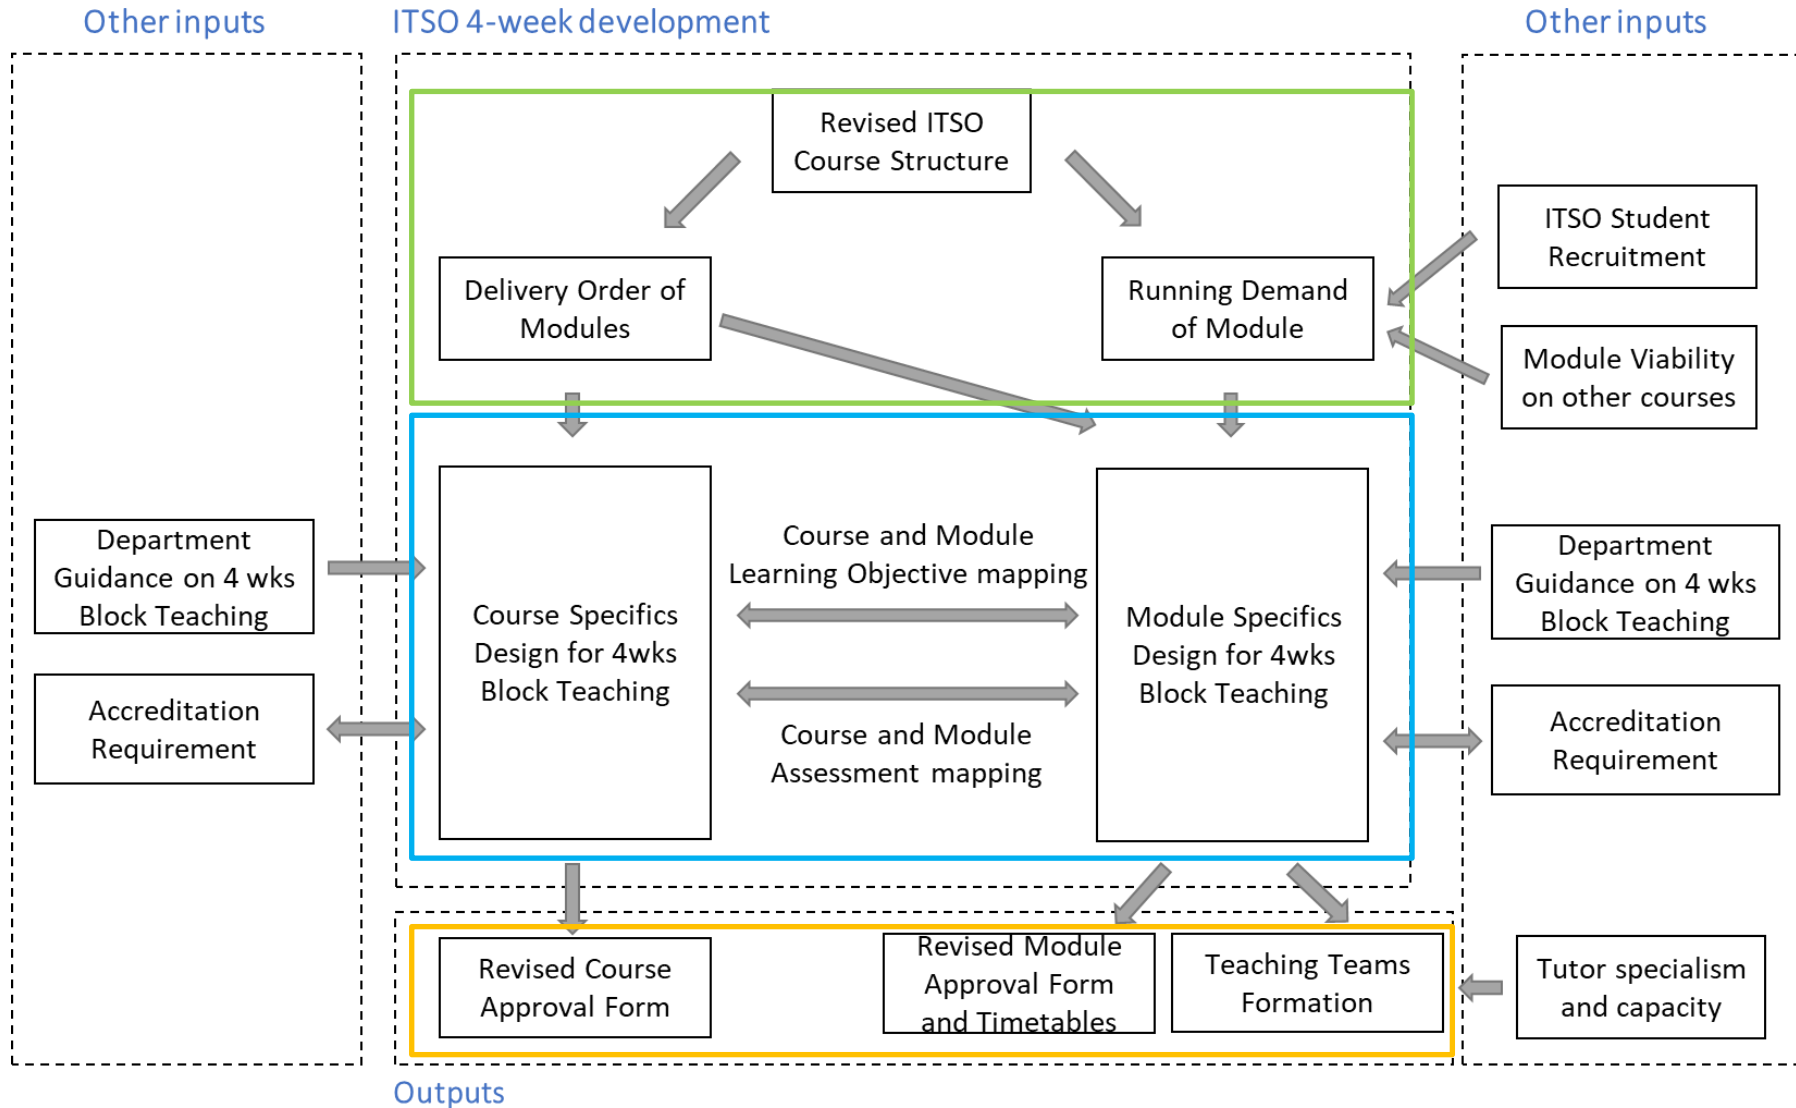 Other inputs
ITSO 4-week development
Other inputs
Revised ITSO
Course Structure
Delivery Order of
Modules
Running Demand
of Module
ITSO Student
Recruitment
Module Viability
on other courses
Department
Guidance on 4 wks
Block Teaching
Accreditation
Requirement
Course Specifics
Design for 4wks
Block Teaching
Course and Module
Learning Objective mapping
Course and Module
Assessment mapping
Module Specifics
Design for 4wks
Block Teaching
Department
Guidance on 4 wks
Block Teaching
Accreditation
Requirement
Revised Course
Approval Form
Revised Module
Approval Form
and Timetables
Teaching Teams
Formation
Tutor specialism
and capacity
Outputs